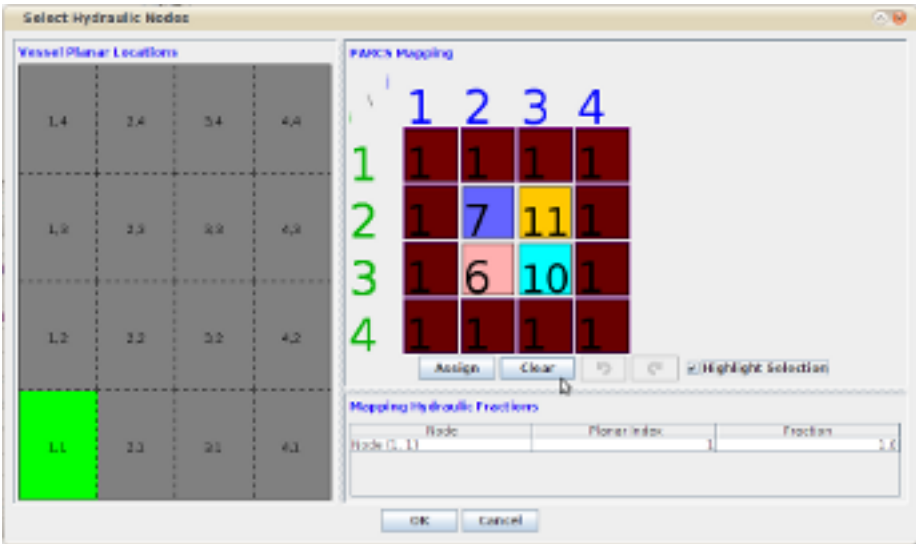 Select Hydraulic Nodes
Vessel Planar Locations
1,4 2,4 3,4 4,4
1,3 2,3 3,3 4,3
1,2 2,2 3,2 4,2
1,1 2,1 3,1 4,1
PARCS Mapping
1 2 3 4
1 1 1 1 1
2 1 7 11 1
3 1 6 10 1
4 1 1 1 1
Assign Clear Highlight Selection
Mapping Hydraulic Fractions
Node Planar Index Fraction
Node (1, 1) 1 1.0
OK Cancel